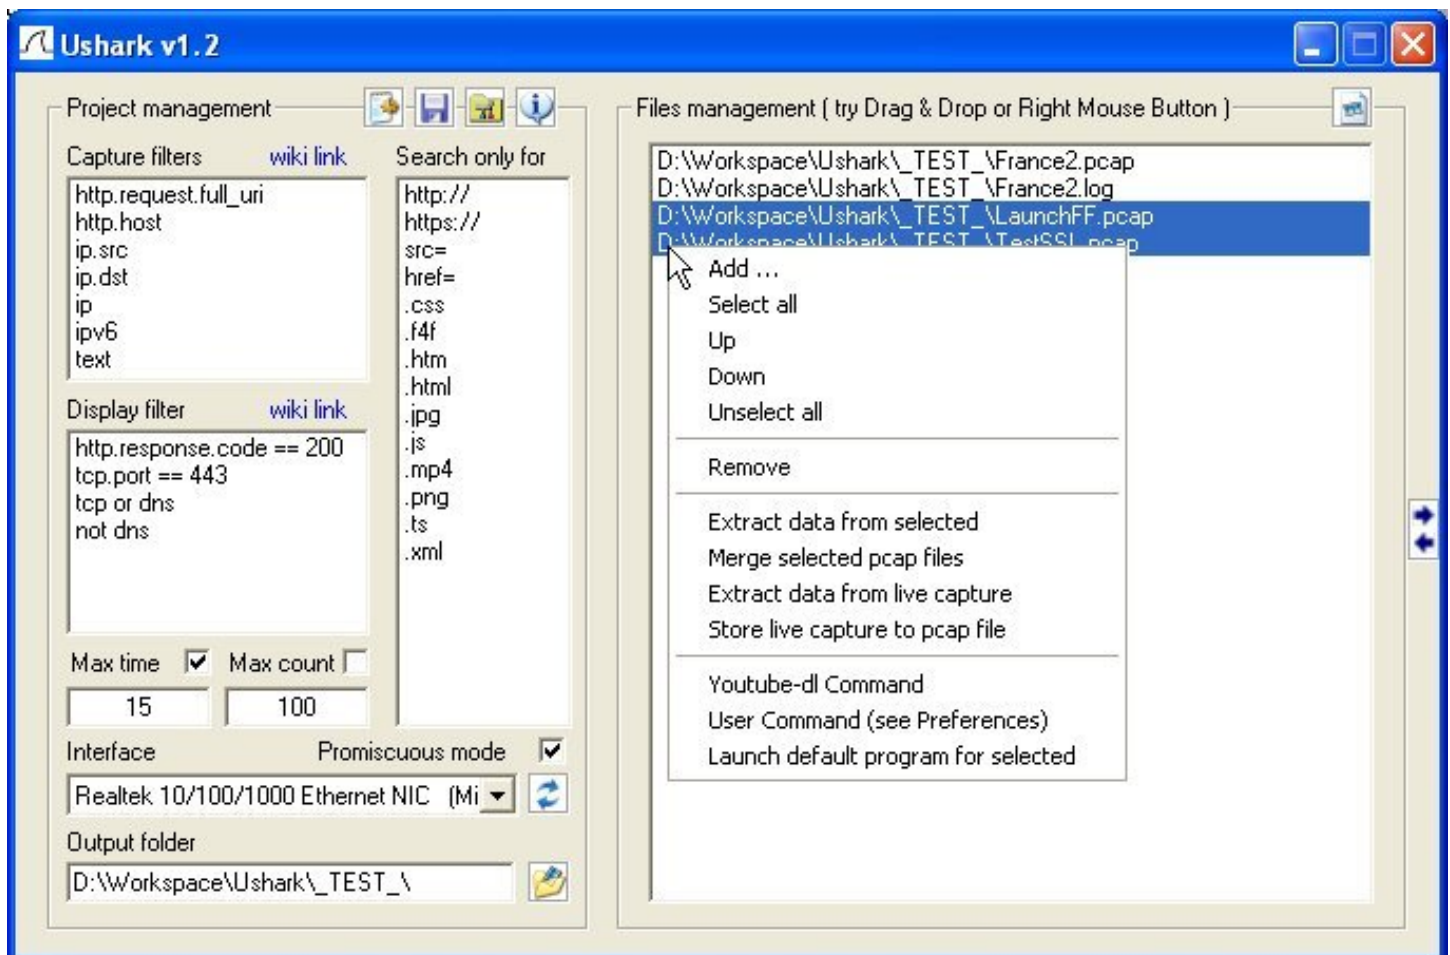 Ushark v1.2
Project management
Capture filters wiki link
http.request.full_uri
http.host
ip.src
ip.dst
ip
ipv6
text
Display filter wiki link
http.response.code == 200
tcp.port == 443
tcp or dns
not dns
Max time Max count
15 100
Search only for
http://
https://
src=
href=
.css
.f4f
.htm
.html
.jpg
.js
.mp4
.png
.ts
.xml
Interface Promiscuous mode
Realtek 10/100/1000 Ethernet NIC (Mi
Output folder
D:\Workspace\Ushark\_TEST_\
Files management ( try Drag & Drop or Right Mouse Button )
D:\Workspace\Ushark\_TEST_\France2.pcap
D:\Workspace\Ushark\_TEST_\France2.log
D:\Workspace\Ushark\_TEST_\LaunchFF.pcap
D:\Workspace\Ushark\_TEST_\TestSSL.pcap
Add ...
Select all
Up
Down
Unselect all
Remove
Extract data from selected
Merge selected pcap files
Extract data from live capture
Store live capture to pcap file
Youtube-dl Command
User Command (see Preferences)
Launch default program for selected